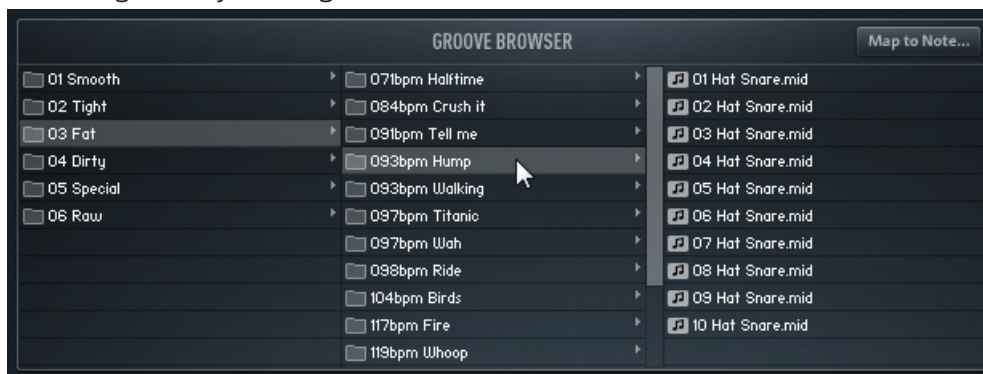 GROOVE BROWSER
Map to Note...
01 Smooth
02 Tight
03 Fat
04 Dirty
05 Special
06 Raw
071bpm Halftime
084bpm Crush it
091bpm Tell me
093bpm Hump
093bpm Walking
097bpm Titanic
097bpm Wah
098bpm Ride
104bpm Birds
117bpm Fire
119bpm Whoop
01 Hat Snare.mid
02 Hat Snare.mid
03 Hat Snare.mid
04 Hat Snare.mid
05 Hat Snare.mid
06 Hat Snare.mid
07 Hat Snare.mid
08 Hat Snare.mid
09 Hat Snare.mid
10 Hat Snare.mid